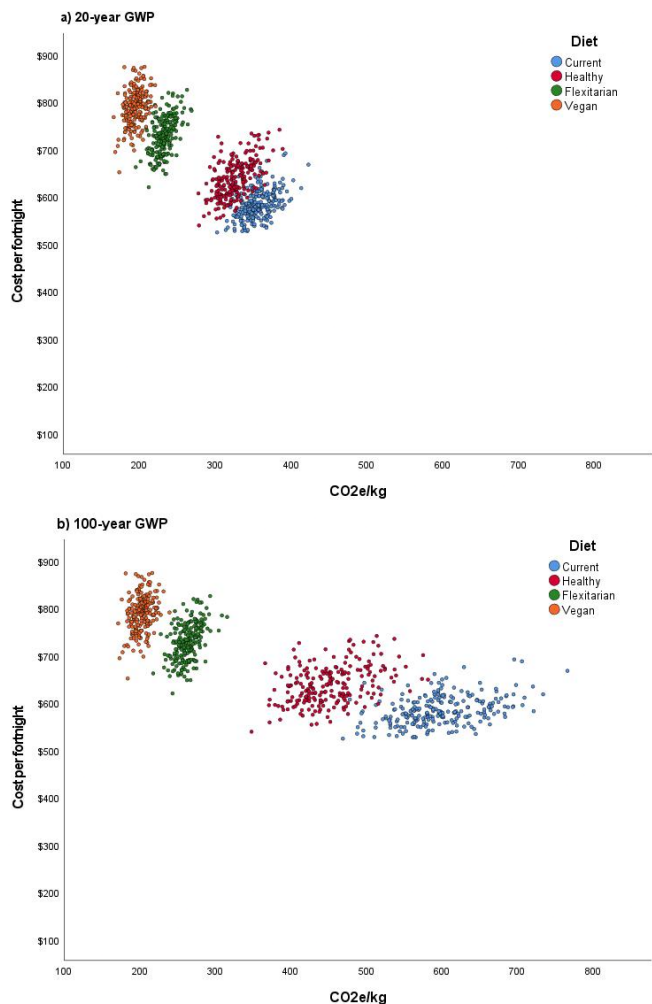 a) 20-year GWP
Diet
Current
Healthy
Flexitarian
Vegan
$900
$800
$700
$600
$500
$400
$300
$200
$100
Cost per fortnight
100 200 300 400 500 600 700 800
CO2e/kg
b) 100-year GWP
Diet
Current
Healthy
Flexitarian
Vegan
$900
$800
$700
$600
$500
$400
$300
$200
$100
Cost per fortnight
100 200 300 400 500 600 700 800
CO2e/kg